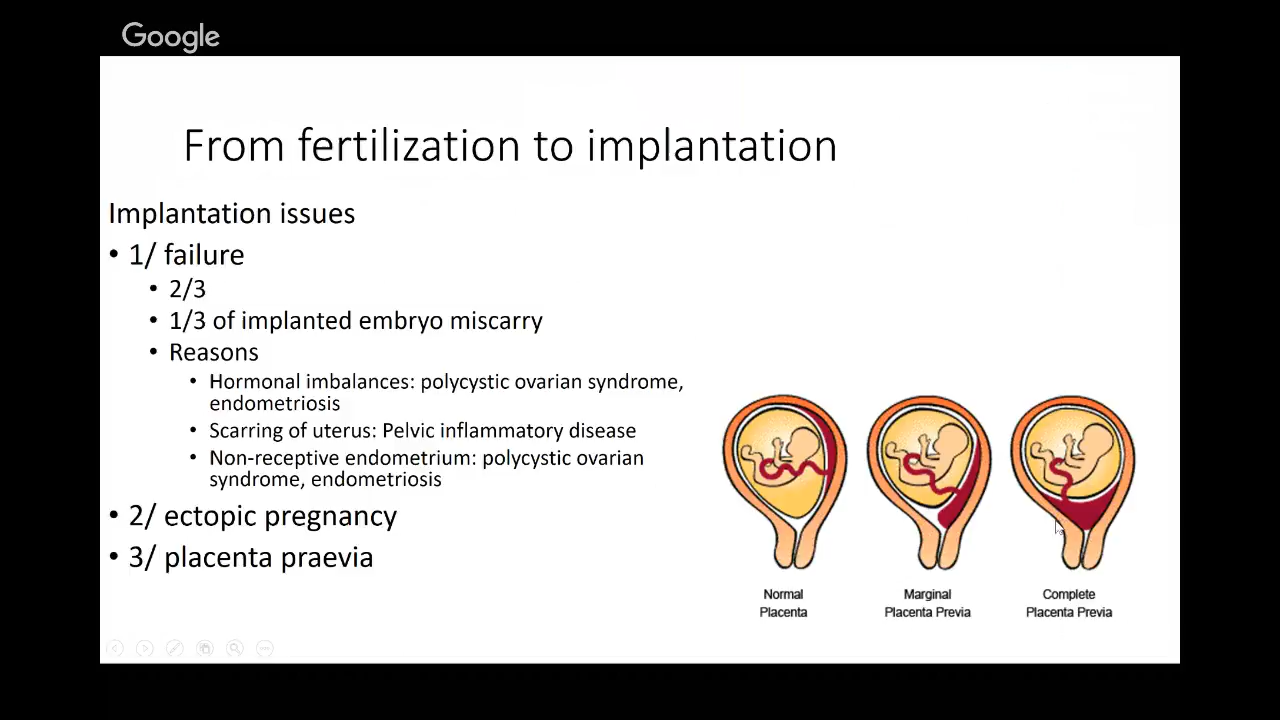 Google
From fertilization to implantation
Implantation issues
• 1/ failure
• 2/3
• 1/3 of implanted embryo miscarry
• Reasons
• Hormonal imbalances: polycystic ovarian syndrome,
endometriosis
• Scarring of uterus: Pelvic inflammatory disease
• Non-receptive endometrium: polycystic ovarian
syndrome, endometriosis
• 2/ ectopic pregnancy
• 3/ placenta praevia
Normal
Placenta
Marginal
Placenta Previa
Complete
Placenta Previa